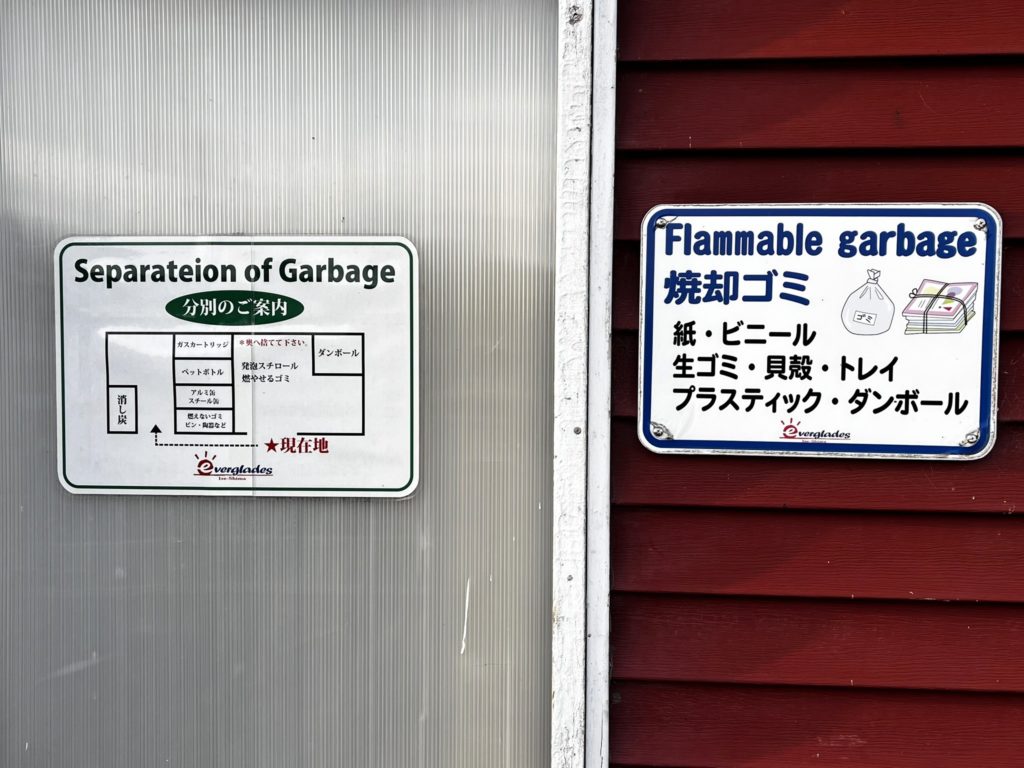 Separateion of Garbage
分別のご案内
ガスカートリッジ
ペットボトル
アルミ缶
スチール缶
燃えないゴミ
ビン・陶器など
消し炭
＊奥へ捨てて下さい。
発泡スチロール
燃やせるゴミ
ダンボール
★現在地
everglades
Ise-Shima
Flammable garbage
焼却ゴミ
ゴミ
紙・ビニール
生ゴミ・貝殻・トレイ
プラスティック・ダンボール
everglades
Ise-Shima